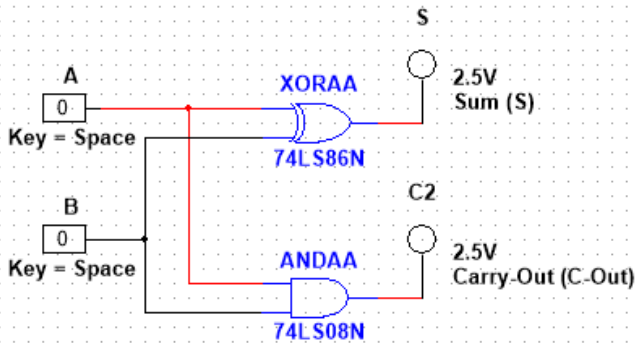 S
2.5V
Sum (S)
A
0
Key = Space
XORAA
74LS86N
B
0
Key = Space
C2
2.5V
Carry-Out (C-Out)
ANDAA
74LS08N